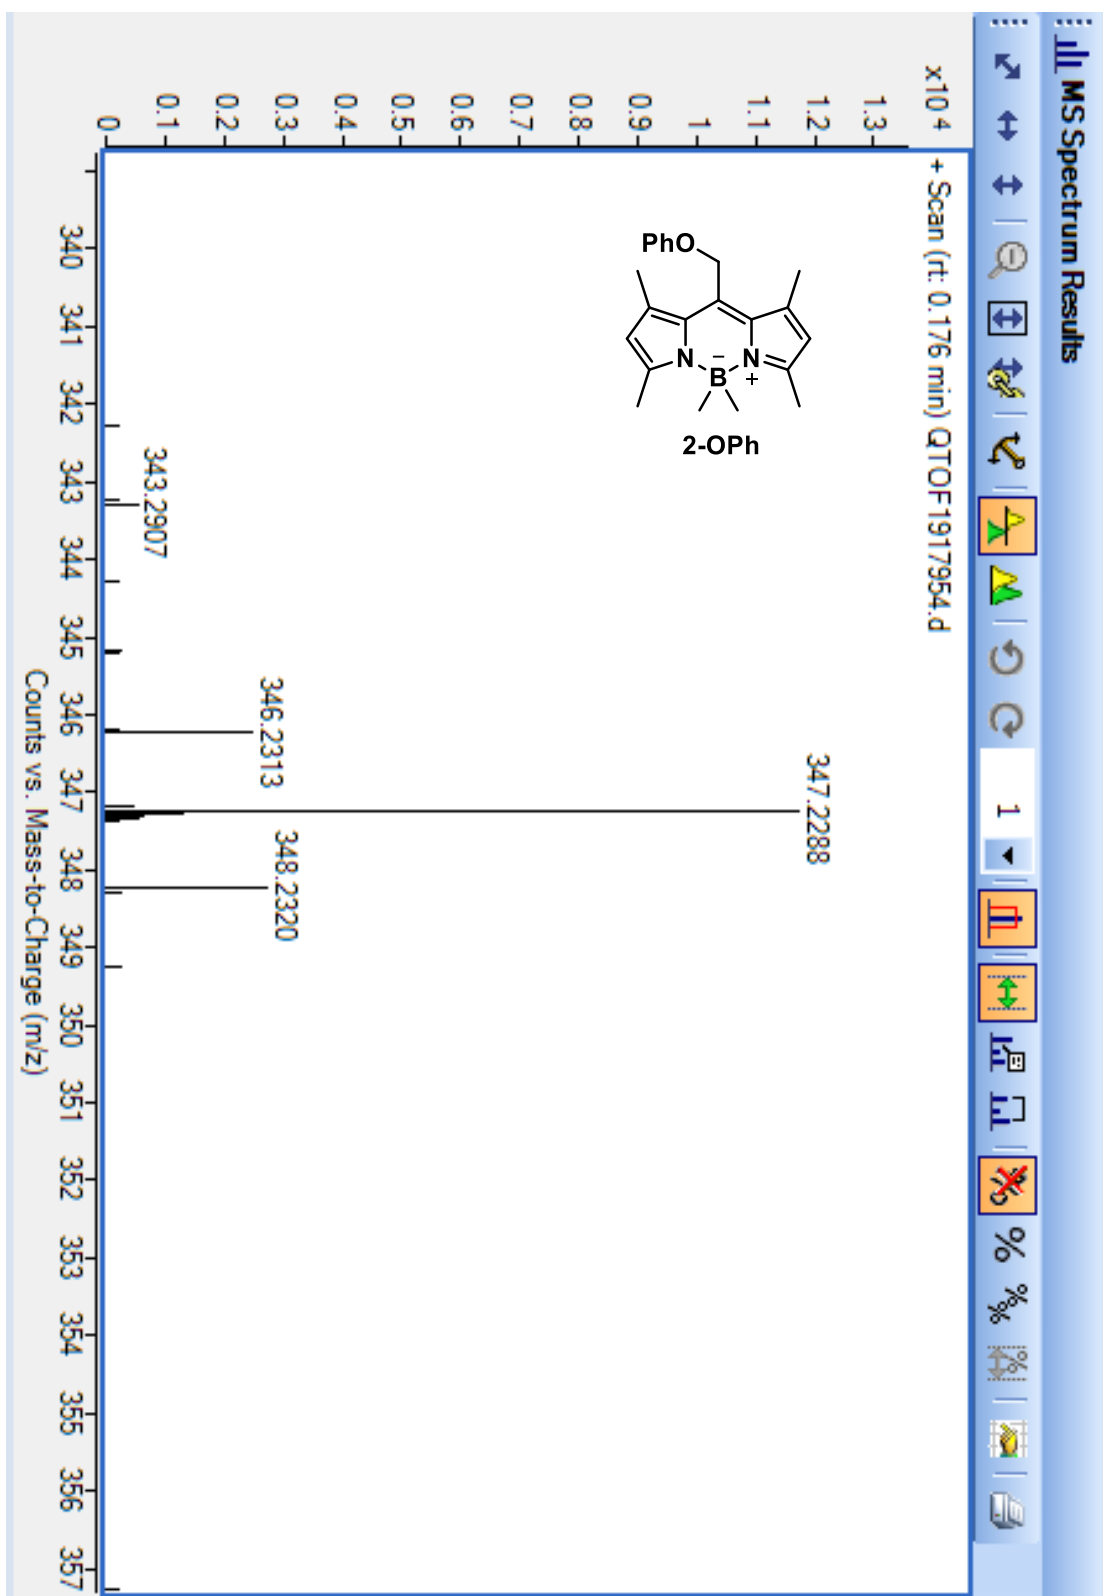 MS Spectrum Results
1
+ Scan (rt: 0.176 min) QTOF1917954.d
x10 4
1.3
1.2
1.1
1
0.9
0.8
0.7
0.6
0.5
0.4
0.3
0.2
0.1
0
347.2288
348.2320
346.2313
343.2907
PhO
N
B
−
N
+
2-OPh
340 341 342 343 344 345 346 347 348 349 350 351 352 353 354 355 356 357
Counts vs. Mass-to-Charge (m/z)